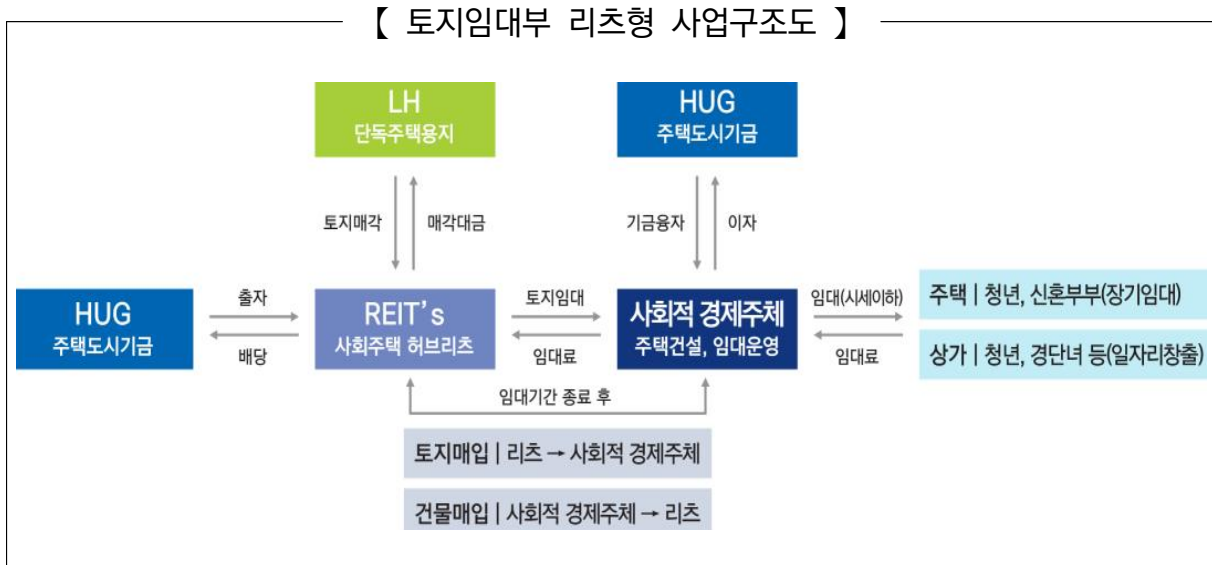 【 토지임대부 리츠형 사업구조도 】
LH
단독주택용지
HUG
주택도시기금
토지매각
매각대금
기금융자
이자
HUG
주택도시기금
출자
배당
REIT's
사회주택 허브리츠
토지임대
임대료
사회적 경제주체
주택건설, 임대운영
임대(시세이하)
임대료
주택 | 청년, 신혼부부(장기임대)
상가 | 청년, 경단녀 등(일자리창출)
임대기간 종료 후
토지매입 | 리츠 → 사회적 경제주체
건물매입 | 사회적 경제주체 → 리츠